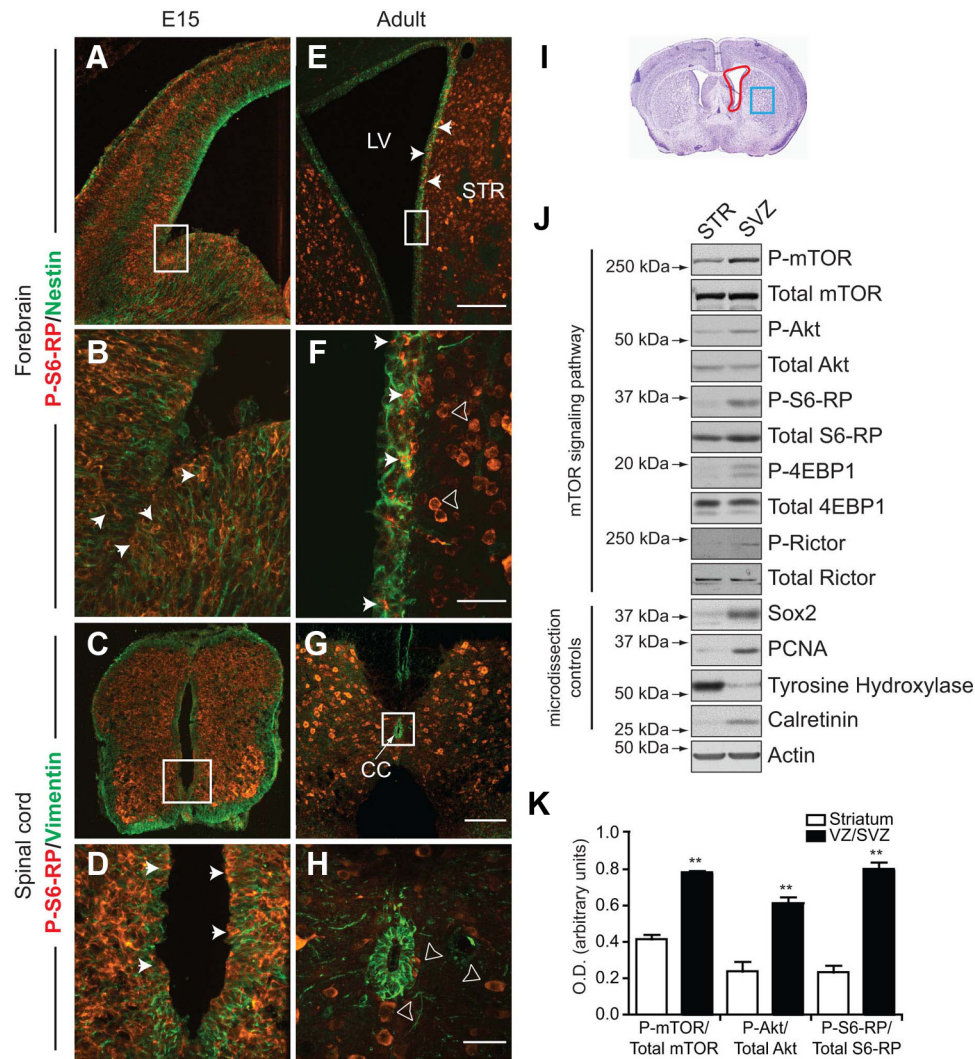 E15
Adult
Forebrain
P-S6-RP/Nestin
Spinal cord
P-S6-RP/Vimentin
A
B
C
D
E
LV
STR
F
G
CC
H
I
J
STR
SVZ
mTOR signaling pathway
250 kDa
P-mTOR
Total mTOR
50 kDa
P-Akt
Total Akt
37 kDa
P-S6-RP
Total S6-RP
20 kDa
P-4EBP1
Total 4EBP1
250 kDa
P-Rictor
Total Rictor
microdissection
controls
37 kDa
Sox2
37 kDa
PCNA
50 kDa
Tyrosine Hydroxylase
25 kDa
Calretinin
50 kDa
Actin
K
Striatum
VZ/SVZ
O.D. (arbitrary units)
1.0
0.8
0.6
0.4
0.2
0.0
**
**
**
P-mTOR/
Total mTOR
P-Akt/
Total Akt
P-S6-RP/
Total S6-RP